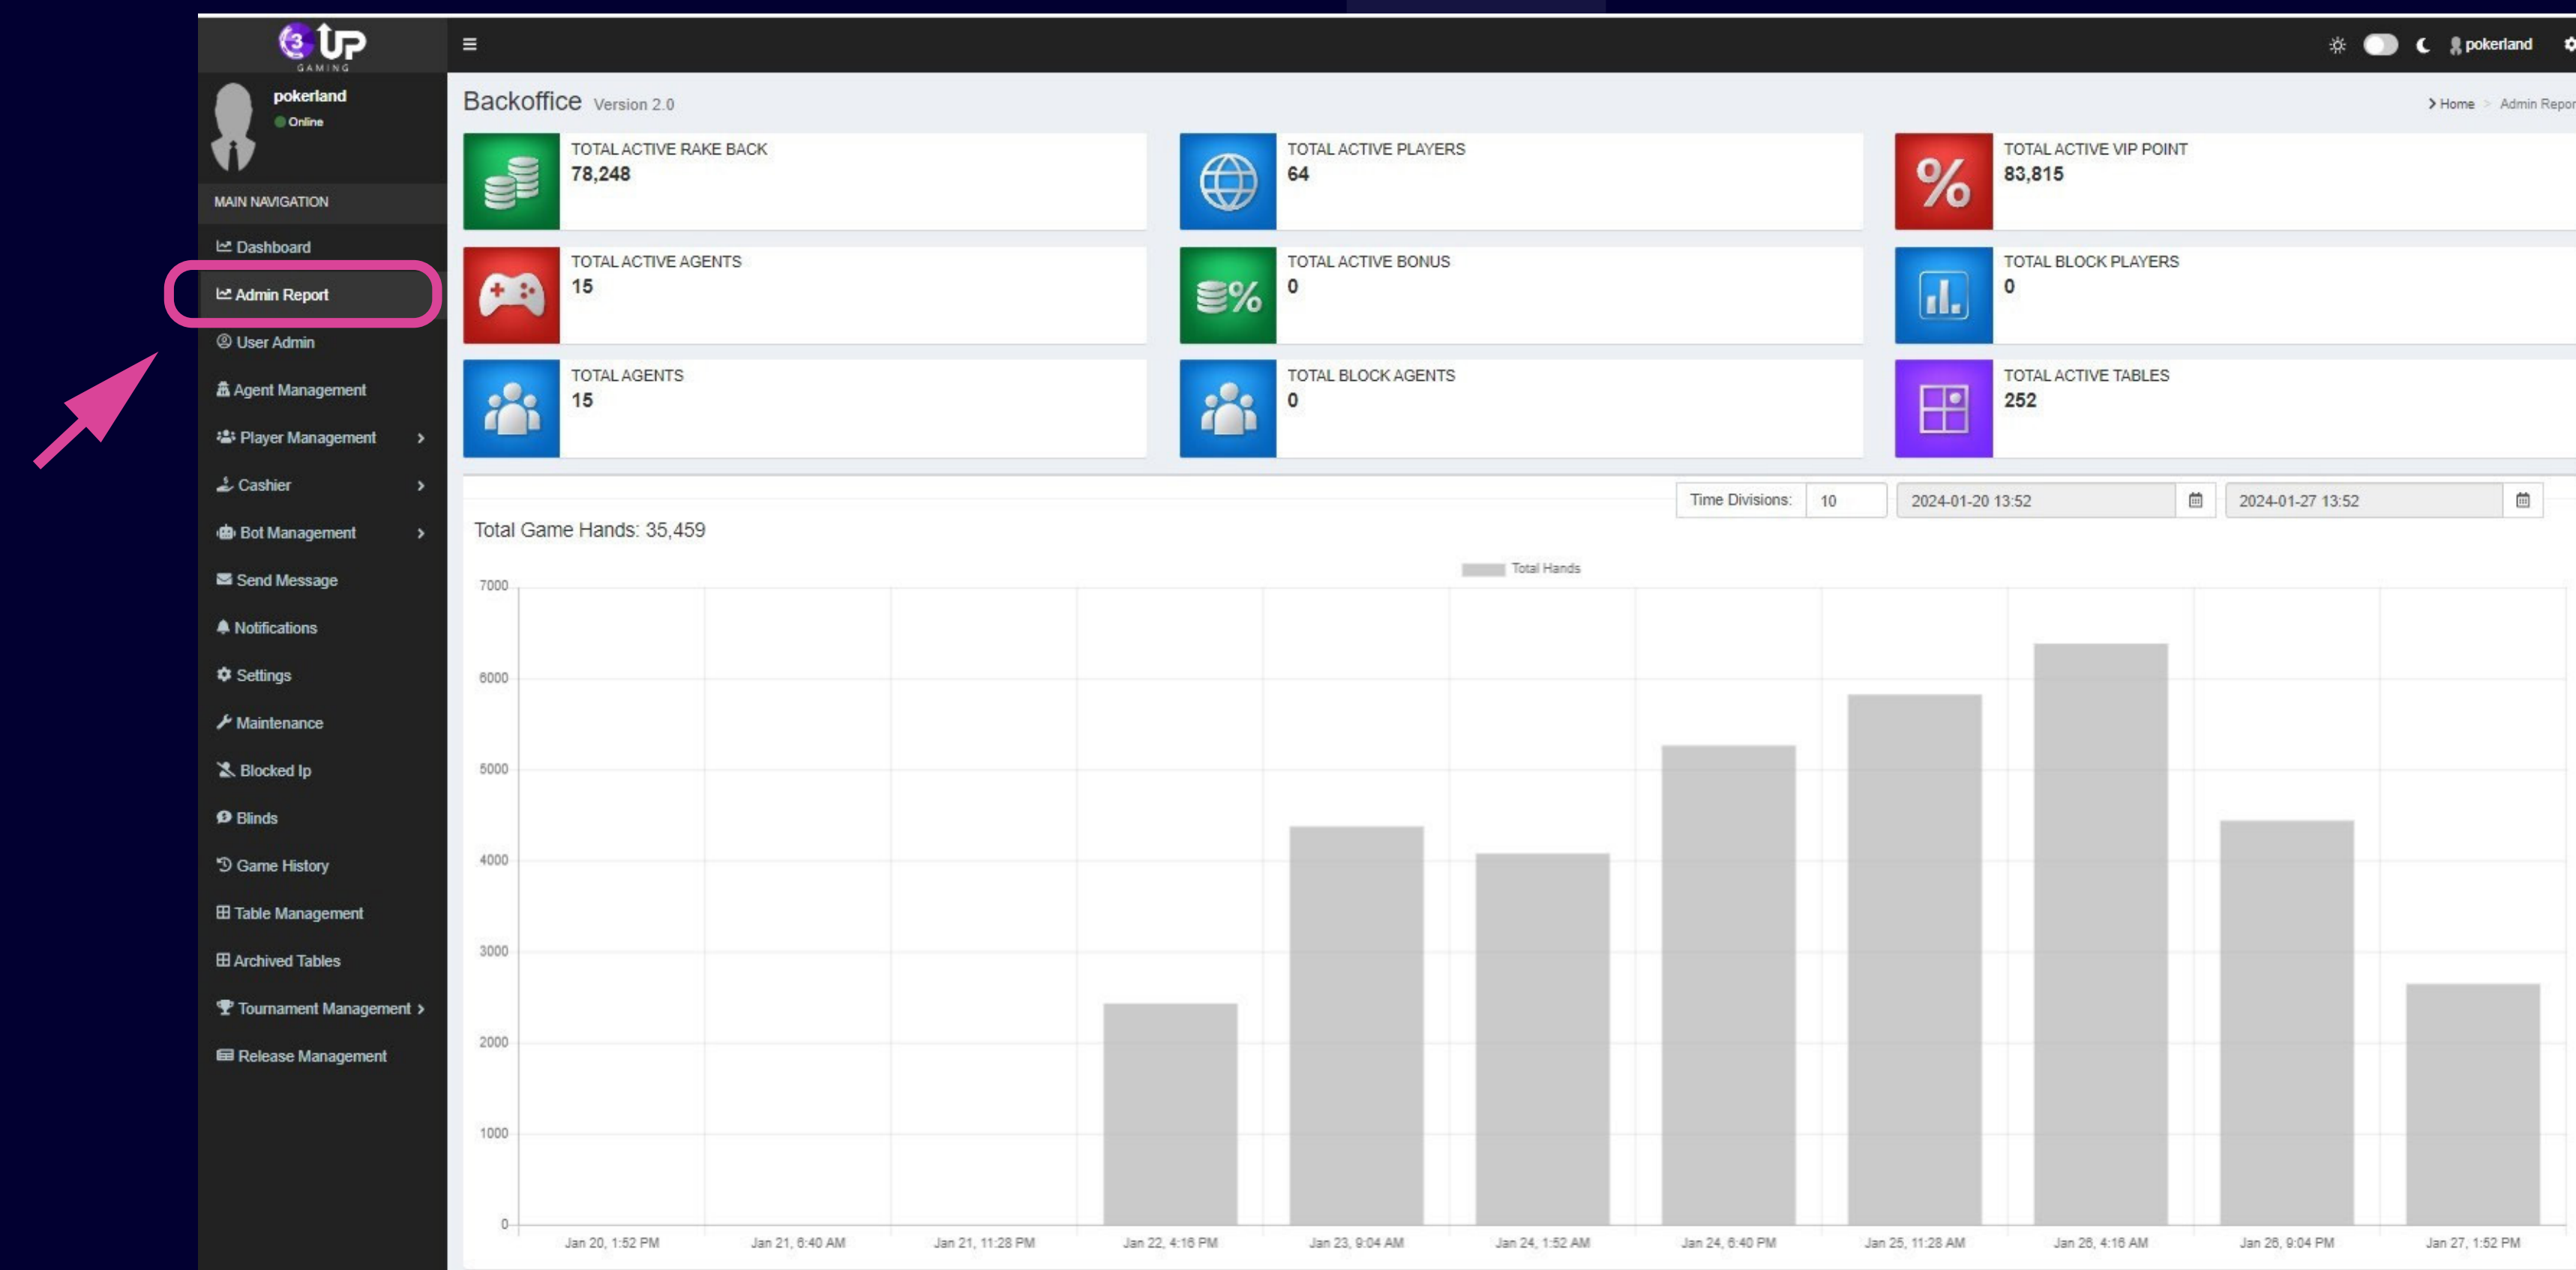 3UP
GAMING
pokerland
pokerland
Online
Backoffice Version 2.0
Home > Admin Repor
MAIN NAVIGATION
Dashboard
Admin Report
User Admin
Agent Management
Player Management
Cashier
Bot Management
Send Message
Notifications
Settings
Maintenance
Blocked Ip
Blinds
Game History
Table Management
Archived Tables
Tournament Management
Release Management
TOTAL ACTIVE RAKE BACK
78,248
TOTAL ACTIVE PLAYERS
64
%
TOTAL ACTIVE VIP POINT
83,815
TOTAL ACTIVE AGENTS
15
%
TOTAL ACTIVE BONUS
0
TOTAL BLOCK PLAYERS
0
TOTAL AGENTS
15
TOTAL BLOCK AGENTS
0
TOTAL ACTIVE TABLES
252
Time Divisions: 10 2024-01-20 13:52 2024-01-27 13:52
Total Game Hands: 35,459
Total Hands
7000
6000
5000
4000
3000
2000
1000
0
Jan 20, 1:52 PM Jan 21, 6:40 AM Jan 21, 11:28 PM Jan 22, 4:16 PM Jan 23, 9:04 AM Jan 24, 1:52 AM Jan 24, 6:40 PM Jan 25, 11:28 AM Jan 26, 4:16 AM Jan 26, 9:04 PM Jan 27, 1:52 PM